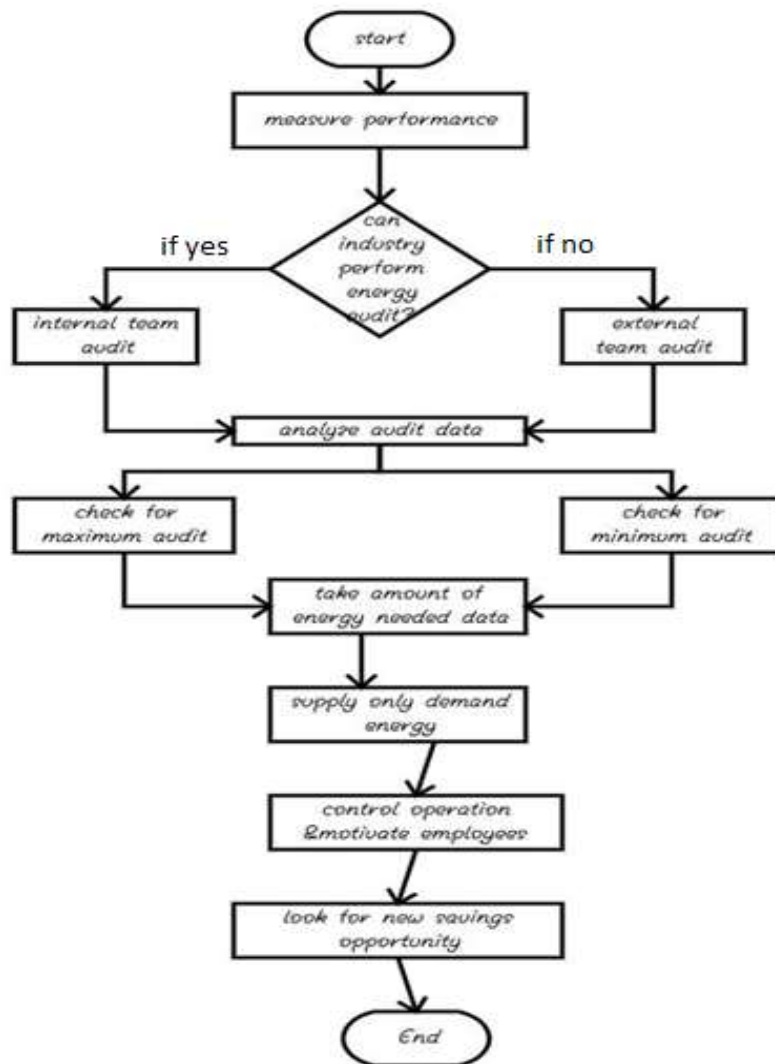 start
measure performance
can
industry
perform
energy
audit?
if yes
if no
internal team
audit
external
team audit
analyze audit data
check for
maximum audit
check for
minimum audit
take amount of
energy needed data
supply only demand
energy
control operation
&motivate employees
look for new savings
opportunity
End